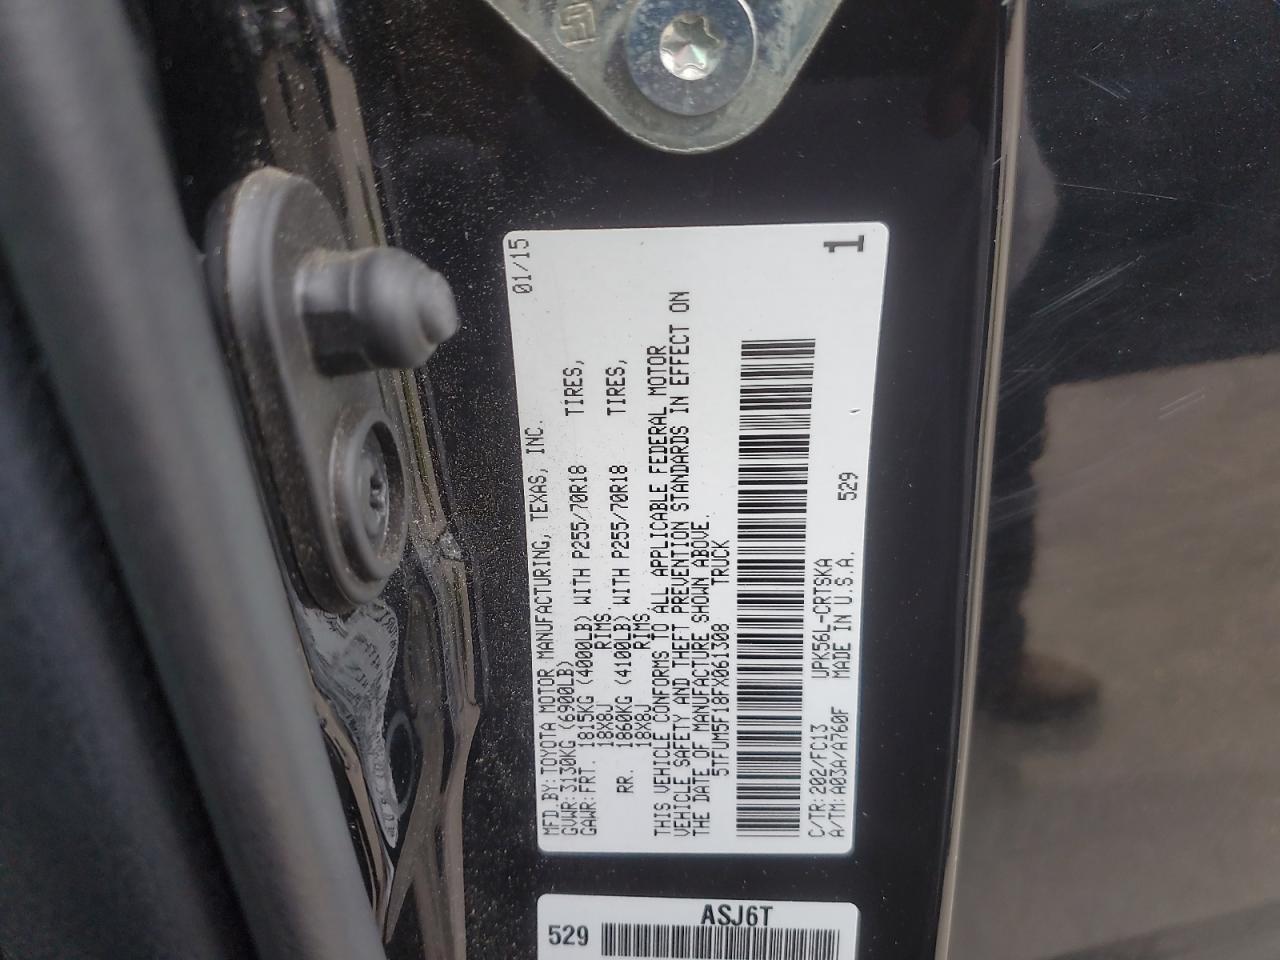 MFD.BY:TOYOTA MOTOR MANUFACTURING, TEXAS, INC. 01/15
GVWR:3130KG (6900LB)
GAWR:FRT. 1815KG (4000LB) WITH P255/70R18 TIRES,
18X8J RIMS,
RR. 1860KG (4100LB) WITH P255/70R18 TIRES,
18X8J RIMS.
THIS VEHICLE CONFORMS TO ALL APPLICABLE FEDERAL MOTOR
VEHICLE SAFETY AND THEFT PREVENTION STANDARDS IN EFFECT ON
THE DATE OF MANUFACTURE SHOWN ABOVE.
5TFUM5F18FX061308 TRUCK
C/TR:202/FC13 UPK56L-CRTSKA
A/TM:A03A/A760F MADE IN U.S.A. 529
1
ASJ6T
529